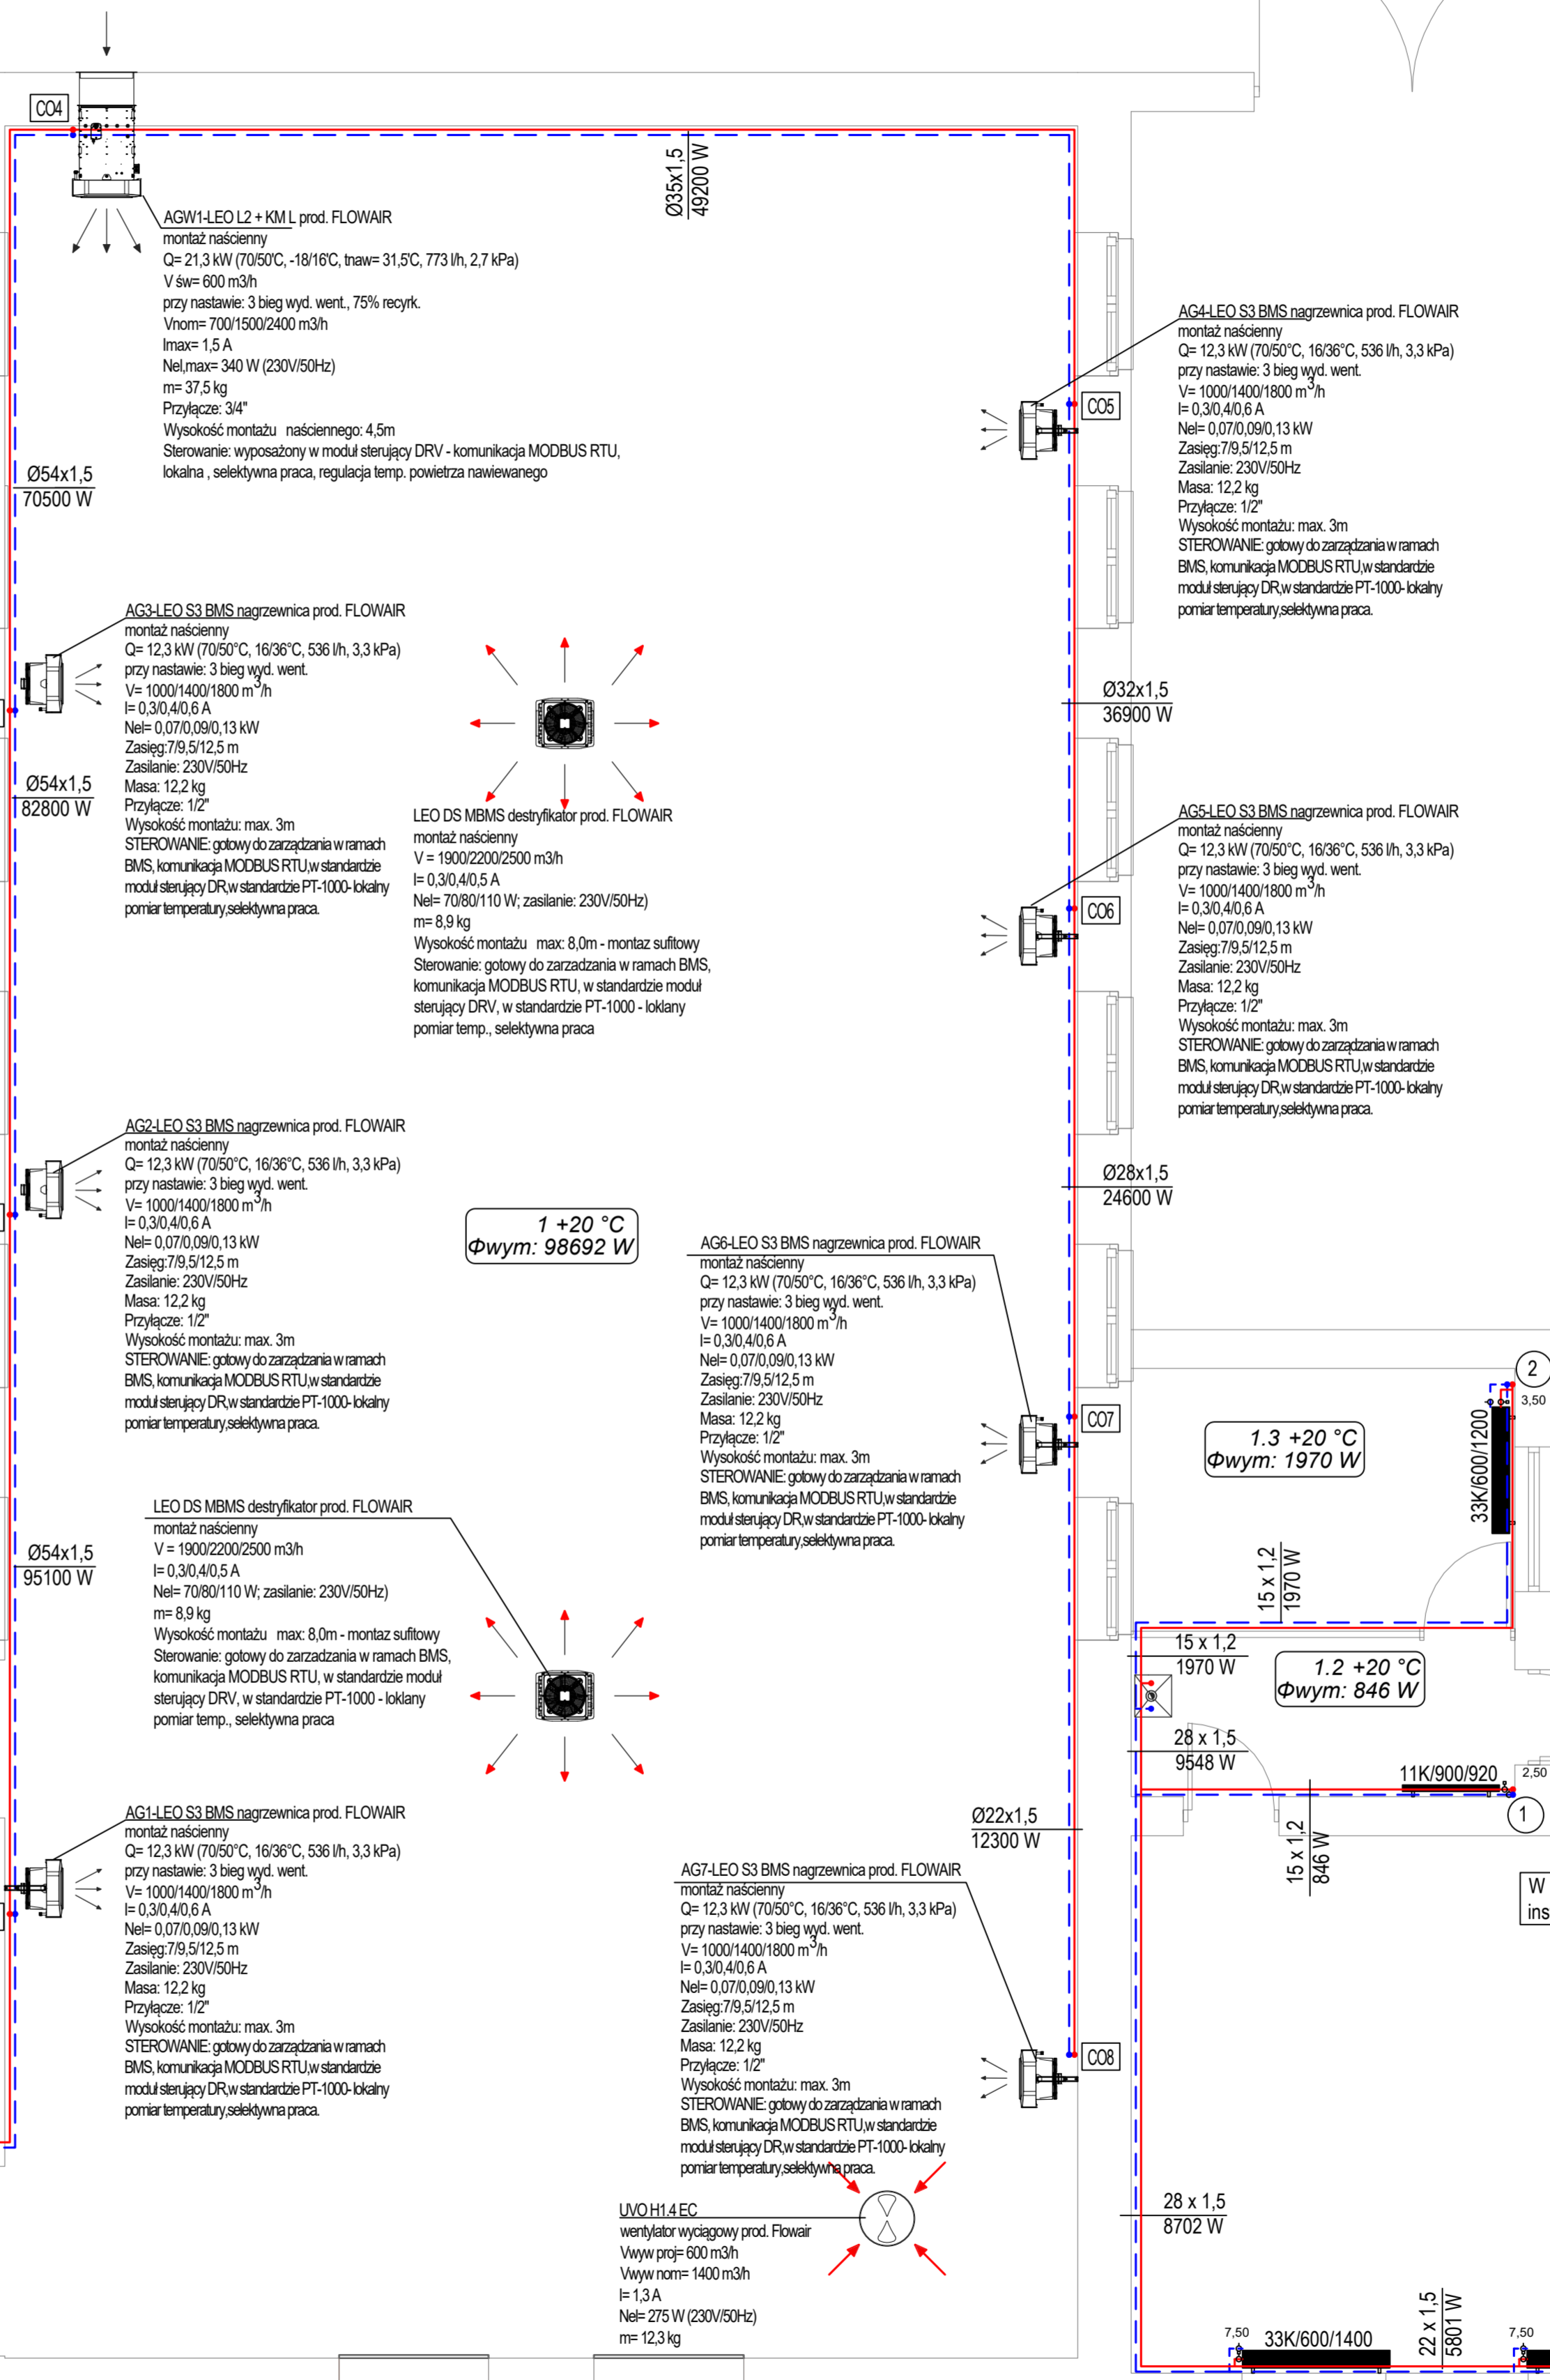 CO4
AGW1-LEO L2 + KM L prod. FLOWAIR
montaż naścienny
Q= 21,3 kW (70/50'C, -18/16'C, tnaw= 31,5'C, 773 l/h, 2,7 kPa)
V św= 600 m3/h
przy nastawie: 3 bieg wyd. went., 75% recyrk.
Vnom= 700/1500/2400 m3/h
Imax= 1,5 A
Nel,max= 340 W (230V/50Hz)
m= 37,5 kg
Przyłącze: 3/4"
Wysokość montażu naściennego: 4,5m
Sterowanie: wyposażony w moduł sterujący DRV - komunikacja MODBUS RTU,
lokalna , selektywna praca, regulacja temp. powietrza nawiewanego
Ø35x1,5
49200 W
Ø54x1,5
70500 W
AG4-LEO S3 BMS nagrzewnica prod. FLOWAIR
montaż naścienny
Q= 12,3 kW (70/50°C, 16/36°C, 536 l/h, 3,3 kPa)
przy nastawie: 3 bieg wyd. went.
V= 1000/1400/1800 m³/h
I= 0,3/0,4/0,6 A
Nel= 0,07/0,09/0,13 kW
Zasięg:7/9,5/12,5 m
Zasilanie: 230V/50Hz
Masa: 12,2 kg
Przyłącze: 1/2"
Wysokość montażu: max. 3m
STEROWANIE: gotowy do zarządzania w ramach
BMS, komunikacja MODBUS RTU,w standardzie
moduł sterujący DR,w standardzie PT-1000- lokalny
pomiar temperatury,selektywna praca.
CO5
AG3-LEO S3 BMS nagrzewnica prod. FLOWAIR
montaż naścienny
Q= 12,3 kW (70/50°C, 16/36°C, 536 l/h, 3,3 kPa)
przy nastawie: 3 bieg wyd. went.
V= 1000/1400/1800 m³/h
I= 0,3/0,4/0,6 A
Nel= 0,07/0,09/0,13 kW
Zasięg:7/9,5/12,5 m
Zasilanie: 230V/50Hz
Masa: 12,2 kg
Przyłącze: 1/2"
Wysokość montażu: max. 3m
STEROWANIE: gotowy do zarządzania w ramach
BMS, komunikacja MODBUS RTU,w standardzie
moduł sterujący DR,w standardzie PT-1000- lokalny
pomiar temperatury,selektywna praca.
Ø54x1,5
82800 W
Ø32x1,5
36900 W
LEO DS MBMS destryfikator prod. FLOWAIR
montaż naścienny
V = 1900/2200/2500 m3/h
I= 0,3/0,4/0,5 A
Nel= 70/80/110 W; zasilanie: 230V/50Hz)
m= 8,9 kg
Wysokość montażu max: 8,0m - montaz sufitowy
Sterowanie: gotowy do zarzadzania w ramach BMS,
komunikacja MODBUS RTU, w standardzie moduł
sterujący DRV, w standardzie PT-1000 - loklany
pomiar temp., selektywna praca
AG5-LEO S3 BMS nagrzewnica prod. FLOWAIR
montaż naścienny
Q= 12,3 kW (70/50°C, 16/36°C, 536 l/h, 3,3 kPa)
przy nastawie: 3 bieg wyd. went.
V= 1000/1400/1800 m³/h
I= 0,3/0,4/0,6 A
Nel= 0,07/0,09/0,13 kW
Zasięg:7/9,5/12,5 m
Zasilanie: 230V/50Hz
Masa: 12,2 kg
Przyłącze: 1/2"
Wysokość montażu: max. 3m
STEROWANIE: gotowy do zarządzania w ramach
BMS, komunikacja MODBUS RTU,w standardzie
moduł sterujący DR,w standardzie PT-1000- lokalny
pomiar temperatury,selektywna praca.
CO6
AG2-LEO S3 BMS nagrzewnica prod. FLOWAIR
montaż naścienny
Q= 12,3 kW (70/50°C, 16/36°C, 536 l/h, 3,3 kPa)
przy nastawie: 3 bieg wyd. went.
V= 1000/1400/1800 m³/h
I= 0,3/0,4/0,6 A
Nel= 0,07/0,09/0,13 kW
Zasięg:7/9,5/12,5 m
Zasilanie: 230V/50Hz
Masa: 12,2 kg
Przyłącze: 1/2"
Wysokość montażu: max. 3m
STEROWANIE: gotowy do zarządzania w ramach
BMS, komunikacja MODBUS RTU,w standardzie
moduł sterujący DR,w standardzie PT-1000- lokalny
pomiar temperatury,selektywna praca.
Ø28x1,5
24600 W
1 +20 °C
Φwym: 98692 W
AG6-LEO S3 BMS nagrzewnica prod. FLOWAIR
montaż naścienny
Q= 12,3 kW (70/50°C, 16/36°C, 536 l/h, 3,3 kPa)
przy nastawie: 3 bieg wyd. went.
V= 1000/1400/1800 m³/h
I= 0,3/0,4/0,6 A
Nel= 0,07/0,09/0,13 kW
Zasięg:7/9,5/12,5 m
Zasilanie: 230V/50Hz
Masa: 12,2 kg
Przyłącze: 1/2"
Wysokość montażu: max. 3m
STEROWANIE: gotowy do zarządzania w ramach
BMS, komunikacja MODBUS RTU,w standardzie
moduł sterujący DR,w standardzie PT-1000- lokalny
pomiar temperatury,selektywna praca.
CO7
2
3,50
33K/600/1200
1.3 +20 °C
Φwym: 1970 W
LEO DS MBMS destryfikator prod. FLOWAIR
montaż naścienny
V = 1900/2200/2500 m3/h
I= 0,3/0,4/0,5 A
Nel= 70/80/110 W; zasilanie: 230V/50Hz)
m= 8,9 kg
Wysokość montażu max: 8,0m - montaz sufitowy
Sterowanie: gotowy do zarzadzania w ramach BMS,
komunikacja MODBUS RTU, w standardzie moduł
sterujący DRV, w standardzie PT-1000 - loklany
pomiar temp., selektywna praca
Ø54x1,5
95100 W
15 x 1,2
1970 W
15 x 1,2
1970 W
1.2 +20 °C
Φwym: 846 W
28 x 1,5
9548 W
11K/900/920
2,50
1
15 x 1,2
846 W
Ø22x1,5
12300 W
AG1-LEO S3 BMS nagrzewnica prod. FLOWAIR
montaż naścienny
Q= 12,3 kW (70/50°C, 16/36°C, 536 l/h, 3,3 kPa)
przy nastawie: 3 bieg wyd. went.
V= 1000/1400/1800 m³/h
I= 0,3/0,4/0,6 A
Nel= 0,07/0,09/0,13 kW
Zasięg:7/9,5/12,5 m
Zasilanie: 230V/50Hz
Masa: 12,2 kg
Przyłącze: 1/2"
Wysokość montażu: max. 3m
STEROWANIE: gotowy do zarządzania w ramach
BMS, komunikacja MODBUS RTU,w standardzie
moduł sterujący DR,w standardzie PT-1000- lokalny
pomiar temperatury,selektywna praca.
AG7-LEO S3 BMS nagrzewnica prod. FLOWAIR
montaż naścienny
Q= 12,3 kW (70/50°C, 16/36°C, 536 l/h, 3,3 kPa)
przy nastawie: 3 bieg wyd. went.
V= 1000/1400/1800 m³/h
I= 0,3/0,4/0,6 A
Nel= 0,07/0,09/0,13 kW
Zasięg:7/9,5/12,5 m
Zasilanie: 230V/50Hz
Masa: 12,2 kg
Przyłącze: 1/2"
Wysokość montażu: max. 3m
STEROWANIE: gotowy do zarządzania w ramach
BMS, komunikacja MODBUS RTU,w standardzie
moduł sterujący DR,w standardzie PT-1000- lokalny
pomiar temperatury,selektywna praca.
CO8
W
ins
UVO H1.4 EC
wentylator wyciągowy prod. Flowair
Vwyw proj= 600 m3/h
Vwyw nom= 1400 m3/h
I= 1,3 A
Nel= 275 W (230V/50Hz)
m= 12,3 kg
28 x 1,5
8702 W
7,50
33K/600/1400
22 x 1,5
5801 W
7,50